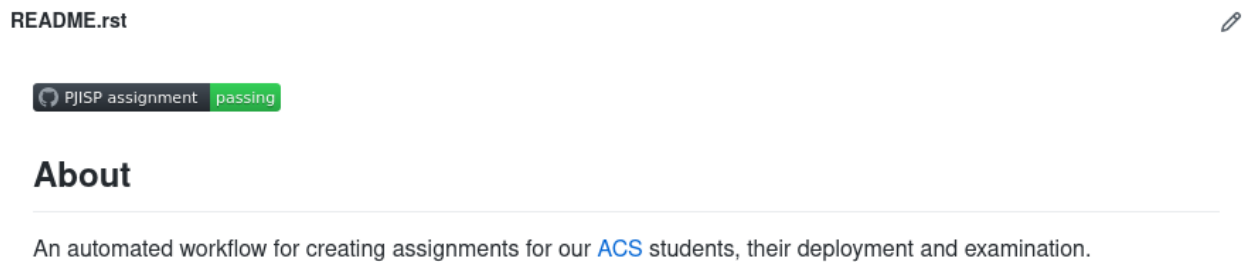 README.rst
PJISP assignment passing
About
An automated workflow for creating assignments for our ACS students, their deployment and examination.